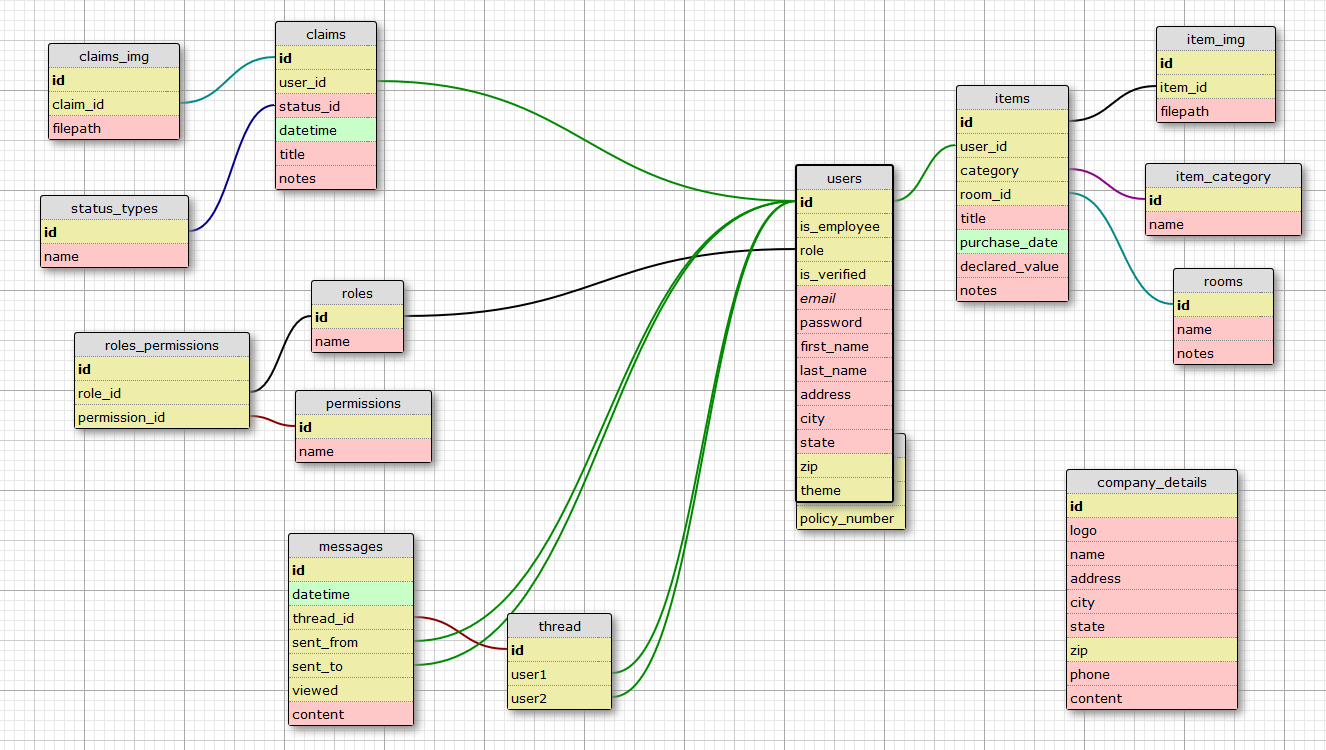 claims_img
id
claim_id
filepath
claims
id
user_id
status_id
datetime
title
notes
status_types
id
name
roles
id
name
roles_permissions
id
role_id
permission_id
permissions
id
name
messages
id
datetime
thread_id
sent_from
sent_to
viewed
content
thread
id
user1
user2
users
id
is_employee
role
is_verified
email
password
first_name
last_name
address
city
state
zip
theme
policy_number
items
id
user_id
category
room_id
title
purchase_date
declared_value
notes
item_img
id
item_id
filepath
item_category
id
name
rooms
id
name
notes
company_details
id
logo
name
address
city
state
zip
phone
content